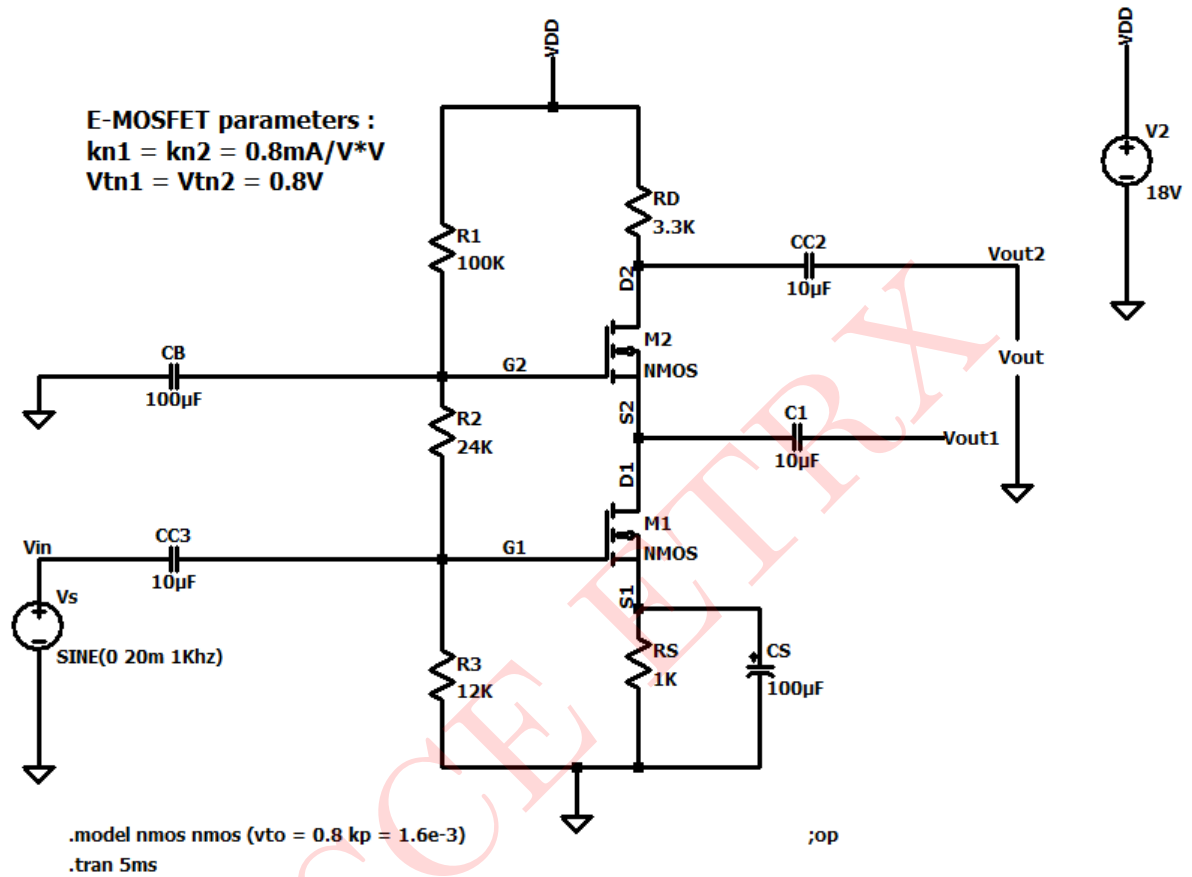 VDD
VDD
E-MOSFET parameters :
kn1 = kn2 = 0.8mA/V*V
Vtn1 = Vtn2 = 0.8V
V2
18V
RD
3.3K
R1
100K
CC2
10µF
Vout2
D2
M2
NMOS
Vout
CB
100µF
G2
R2
24K
S2
C1
10µF
Vout1
D1
M1
NMOS
Vin
CC3
10µF
G1
S1
Vs
SINE(0 20m 1Khz)
R3
12K
RS
1K
CS
100µF
.model nmos nmos (vto = 0.8 kp = 1.6e-3)
;op
.tran 5ms
CCE ETRX